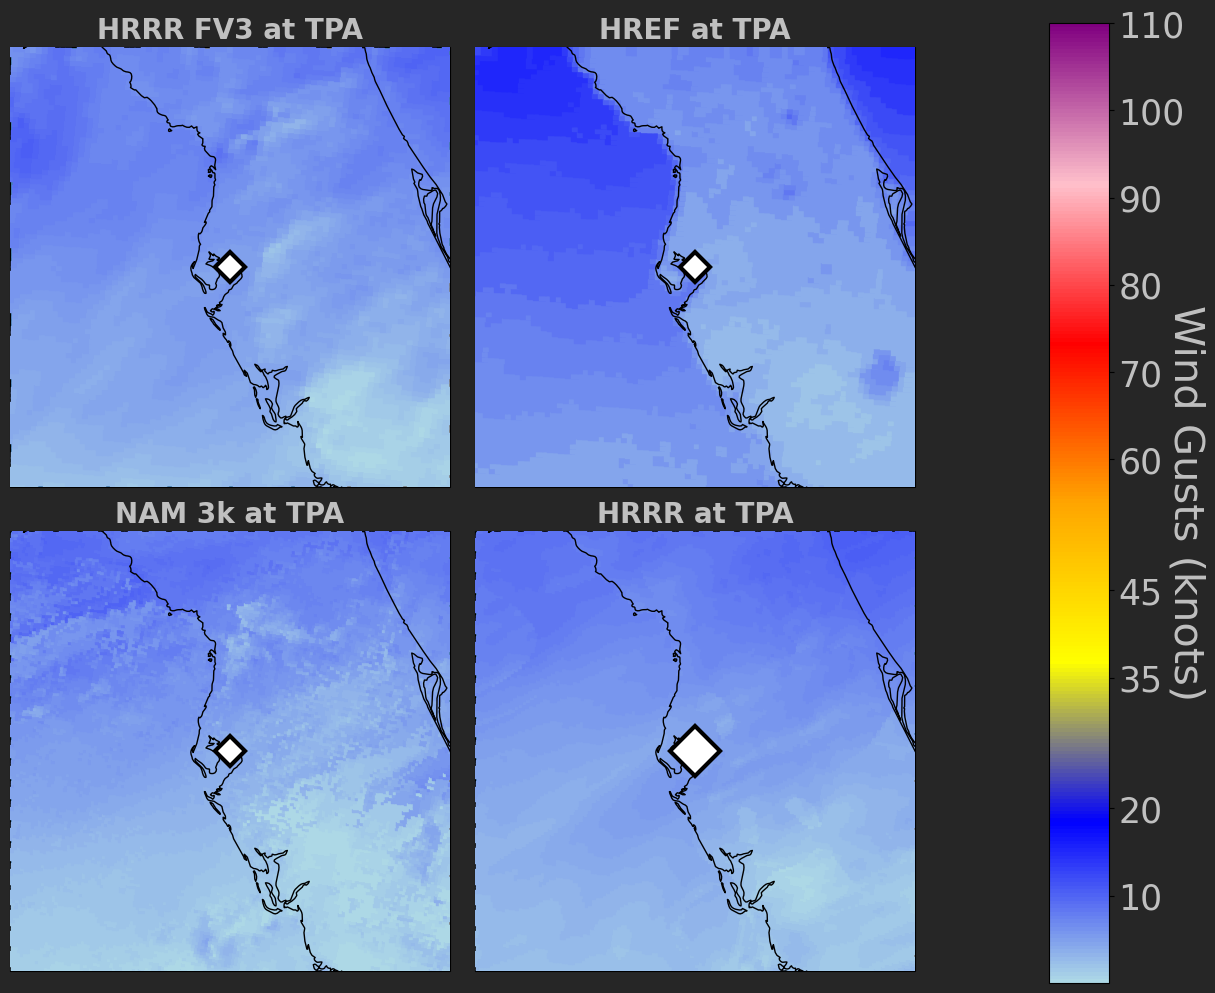 HRRR FV3 at TPA
HREF at TPA
NAM 3k at TPA
HRRR at TPA
110
100
90
80
70
60
45
35
20
10
Wind Gusts (knots)